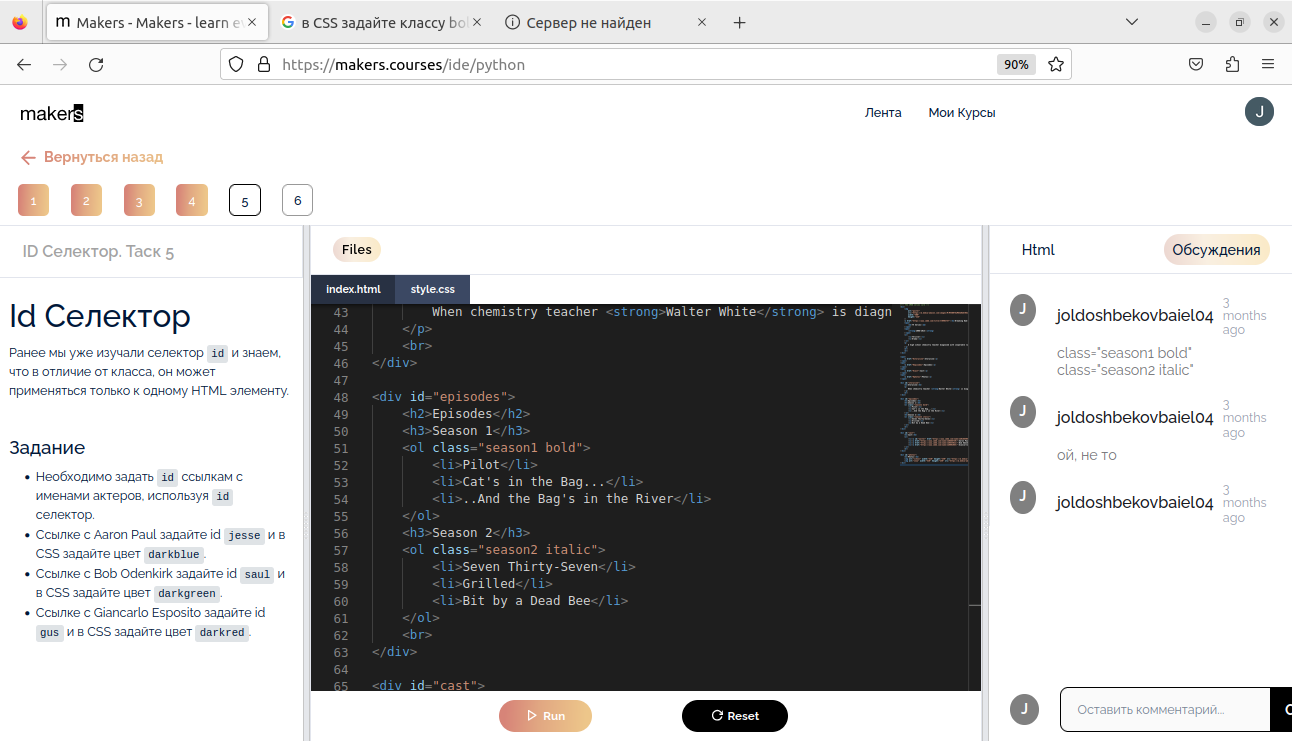 m Makers - Makers - learn ev
G в CSS задайте классу bol
Сервер не найден
https://makers.courses/ide/python
90%
makers
Лента
Мои Курсы
J
Вернуться назад
1
2
3
4
5
6
ID Селектор. Таск 5
Id Селектор
Ранее мы уже изучали селектор id и знаем,
что в отличие от класса, он может
применяться только к одному HTML элементу.
Задание
Необходимо задать id ссылкам с
именами актеров, используя id
селектор.
Ссылке с Aaron Paul задайте id jesse и в
CSS задайте цвет darkblue.
Ссылке с Bob Odenkirk задайте id saul и
в CSS задайте цвет darkgreen.
Ссылке с Giancarlo Esposito задайте id
gus и в CSS задайте цвет darkred.
Files
index.html
style.css
43 When chemistry teacher <strong>Walter White</strong> is diagn
44 </p>
45 <br>
46 </div>
47
48 <div id="episodes">
49 <h2>Episodes</h2>
50 <h3>Season 1</h3>
51 <ol class="season1 bold">
52 <li>Pilot</li>
53 <li>Cat's in the Bag...</li>
54 <li>..And the Bag's in the River</li>
55 </ol>
56 <h3>Season 2</h3>
57 <ol class="season2 italic">
58 <li>Seven Thirty-Seven</li>
59 <li>Grilled</li>
60 <li>Bit by a Dead Bee</li>
61 </ol>
62 <br>
63 </div>
64
65 <div id="cast">
Run
Reset
Html
Обсуждения
J
joldoshbekovbaiel04
3
months
ago
class="season1 bold"
class="season2 italic"
J
joldoshbekovbaiel04
3
months
ago
ой, не то
J
joldoshbekovbaiel04
3
months
ago
J
Оставить комментарий...